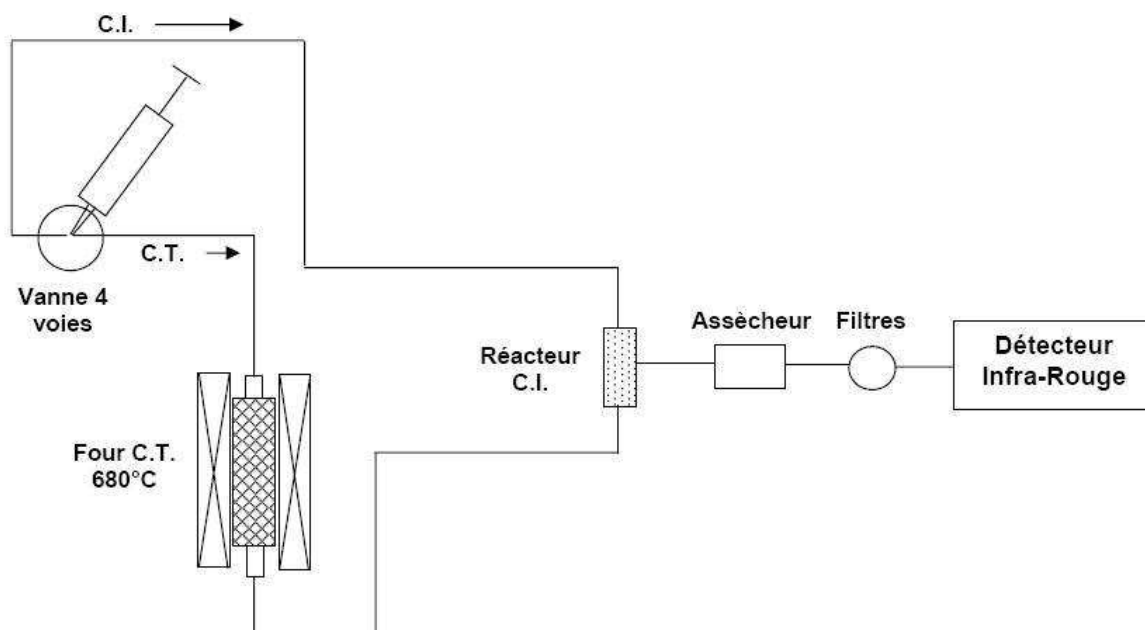 C.I.
C.T.
Vanne 4
voies
Four C.T.
680°C
Réacteur
C.I.
Assècheur
Filtres
Détecteur
Infra-Rouge